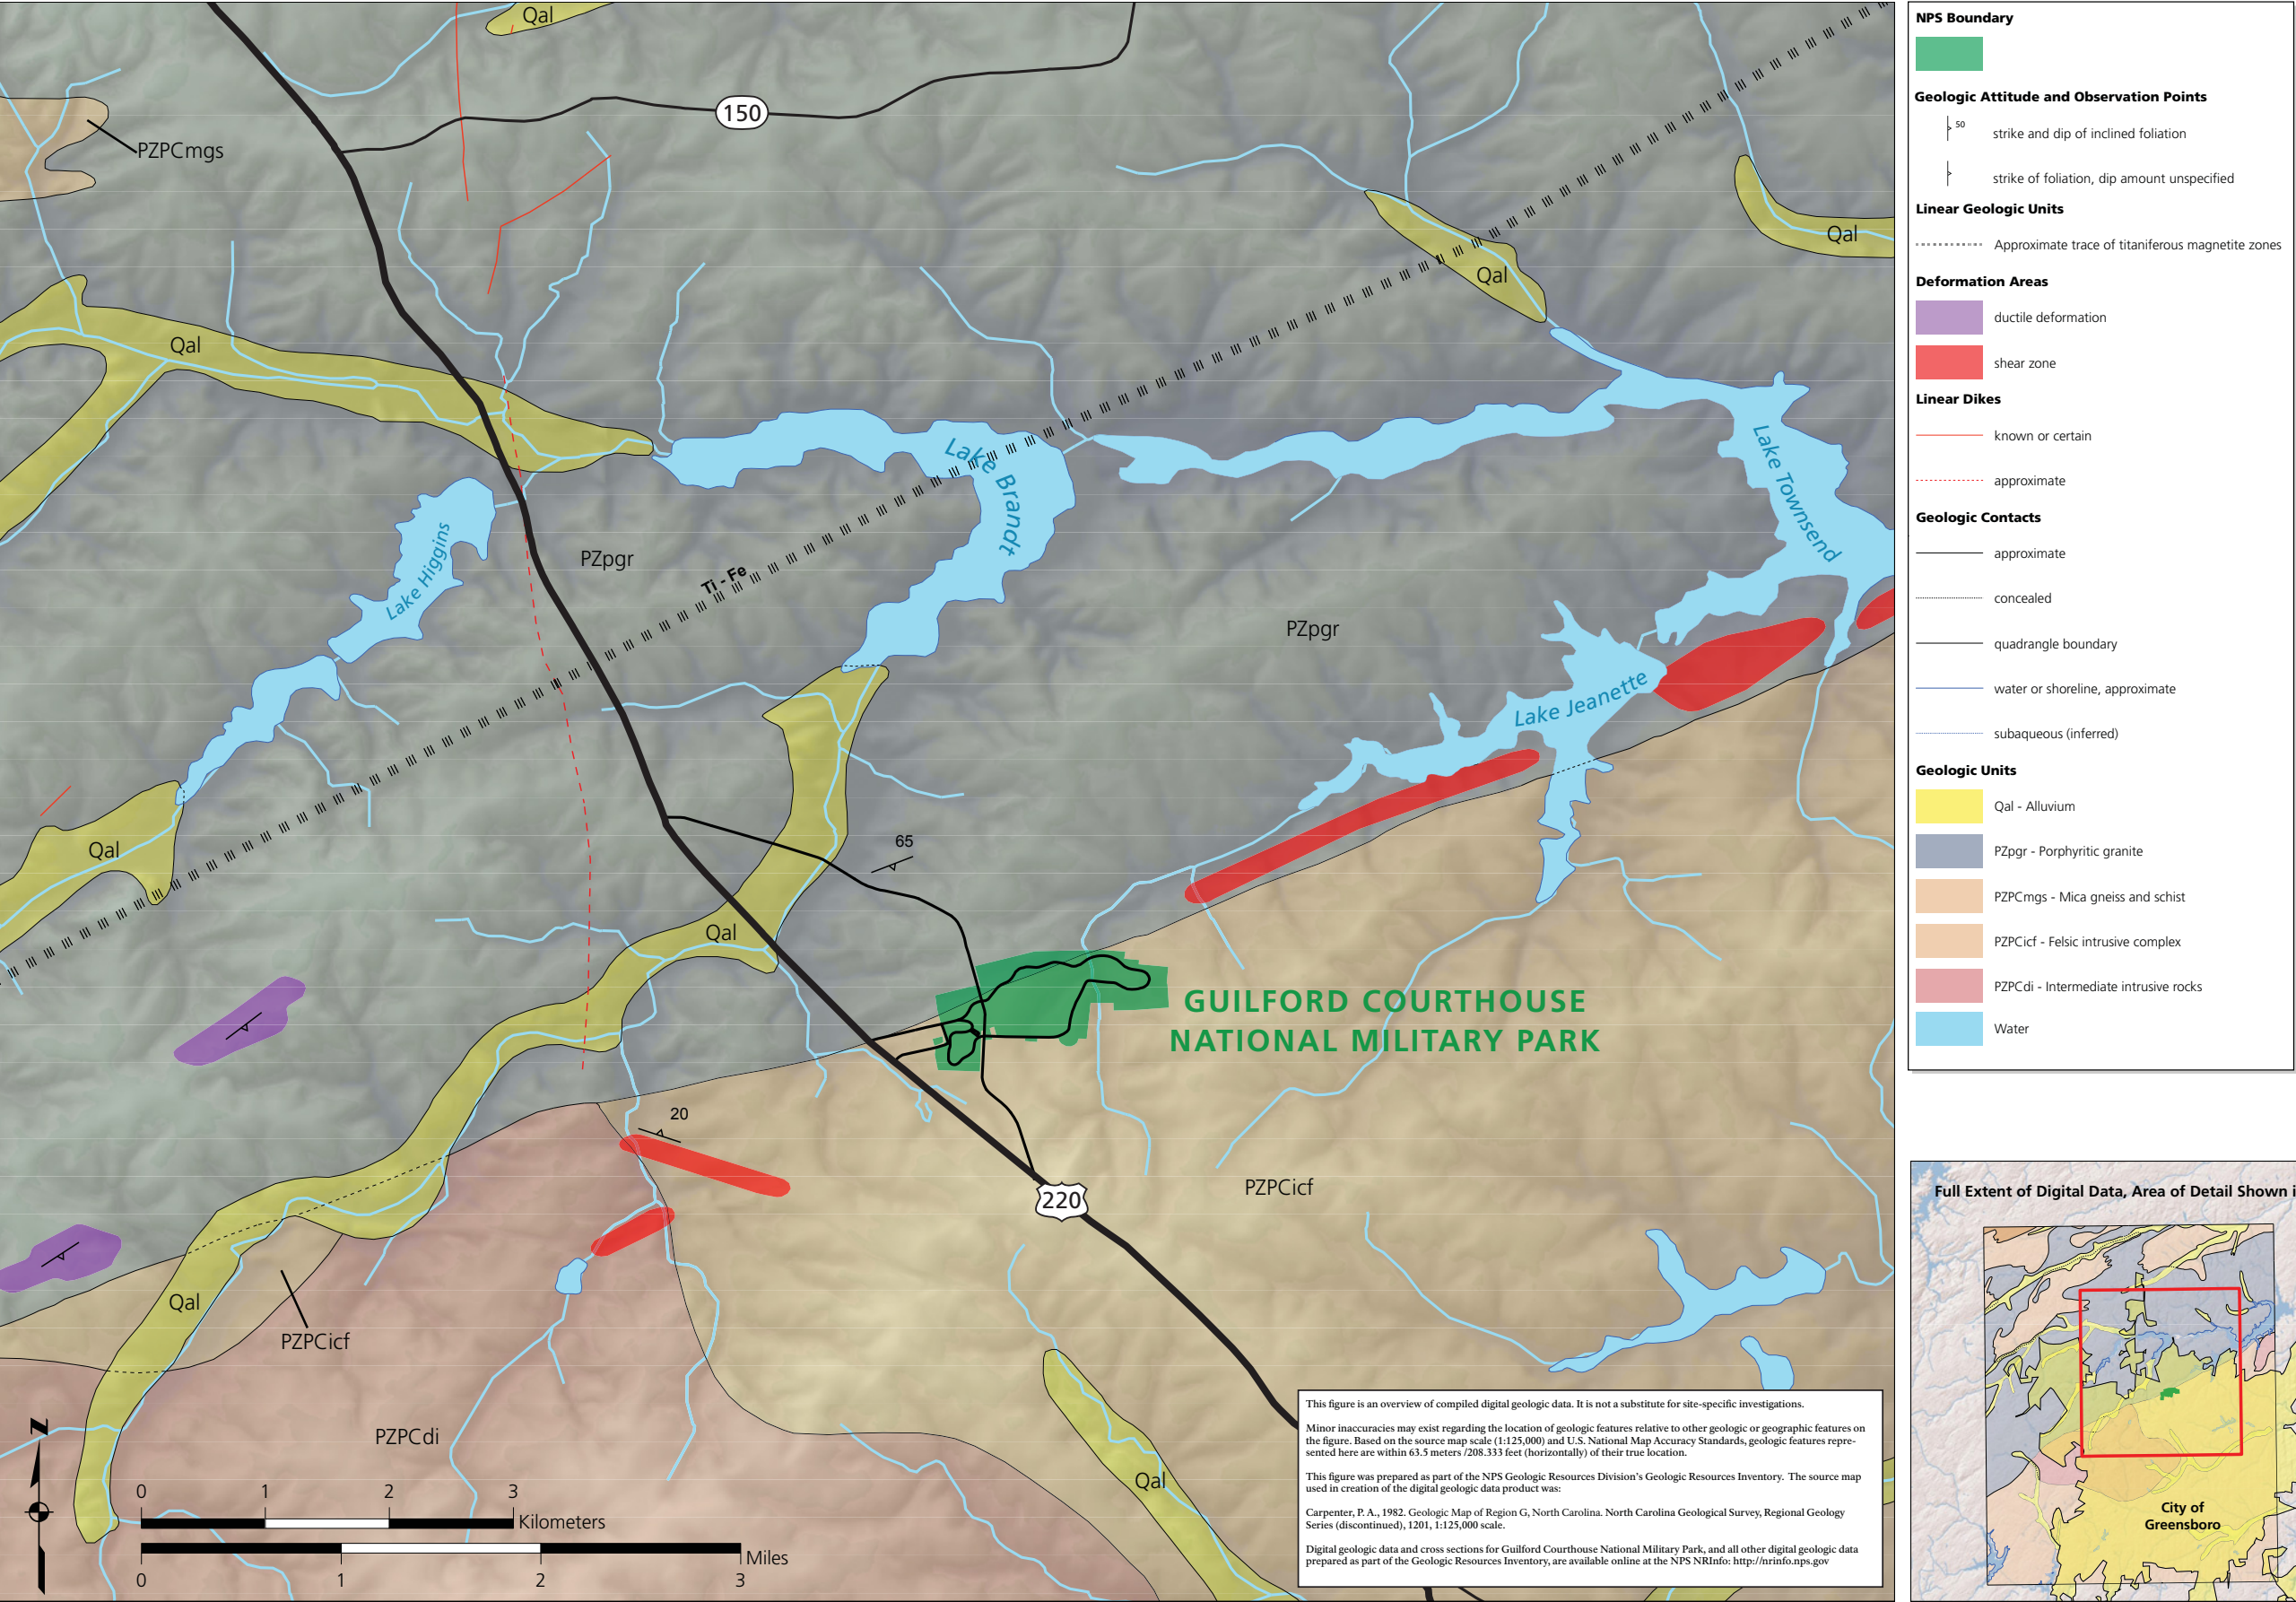 Qal
150
PZPCmgs
Qal
Qal
Qal
Lake Brandt
Lake Townsend
Lake Higgins
PZpgr
Ti - Fe
PZpgr
Lake Jeanette
65
Qal
Qal
GUILFORD COURTHOUSE
NATIONAL MILITARY PARK
20
PZPCicf
220
Qal
PZPCicf
PZPCdi
Qal
N
0 1 2 3
Kilometers
Miles
0 1 2 3
This figure is an overview of compiled digital geologic data. It is not a substitute for site-specific investigations.
Minor inaccuracies may exist regarding the location of geologic features relative to other geologic or geographic features on
the figure. Based on the source map scale (1:125,000) and U.S. National Map Accuracy Standards, geologic features repre-
sented here are within 63.5 meters /208.333 feet (horizontally) of their true location.
This figure was prepared as part of the NPS Geologic Resources Division's Geologic Resources Inventory. The source map
used in creation of the digital geologic data product was:
Carpenter, P. A., 1982. Geologic Map of Region G, North Carolina. North Carolina Geological Survey, Regional Geology
Series (discontinued), 1201, 1:125,000 scale.
Digital geologic data and cross sections for Guilford Courthouse National Military Park, and all other digital geologic data
prepared as part of the Geologic Resources Inventory, are available online at the NPS NRInfo: http://nrinfo.nps.gov
NPS Boundary
Geologic Attitude and Observation Points
50
strike and dip of inclined foliation
strike of foliation, dip amount unspecified
Linear Geologic Units
Approximate trace of titaniferous magnetite zones
Deformation Areas
ductile deformation
shear zone
Linear Dikes
known or certain
approximate
Geologic Contacts
approximate
concealed
quadrangle boundary
water or shoreline, approximate
subaqueous (inferred)
Geologic Units
Qal - Alluvium
PZpgr - Porphyritic granite
PZPCmgs - Mica gneiss and schist
PZPCicf - Felsic intrusive complex
PZPCdi - Intermediate intrusive rocks
Water
Full Extent of Digital Data, Area of Detail Shown i
City of
Greensboro